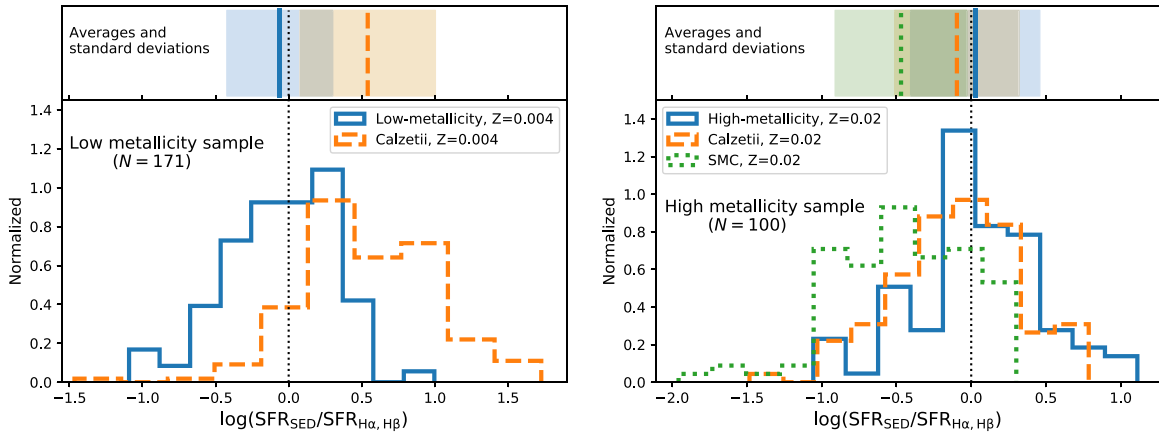 Averages and
standard deviations
Low-metallicity, Z=0.004
Calzetii, Z=0.004
Low metallicity sample
(N = 171)
Normalized
0.0
0.2
0.4
0.6
0.8
1.0
1.2
1.4
−1.5
−1.0
−0.5
0.0
0.5
1.0
1.5
log(SFR_SED/SFR_Hα, Hβ)
Averages and
standard deviations
High-metallicity, Z=0.02
Calzetii, Z=0.02
SMC, Z=0.02
High metallicity sample
(N = 100)
Normalized
0.0
0.2
0.4
0.6
0.8
1.0
1.2
1.4
−2.0
−1.5
−1.0
−0.5
0.0
0.5
1.0
log(SFR_SED/SFR_Hα, Hβ)